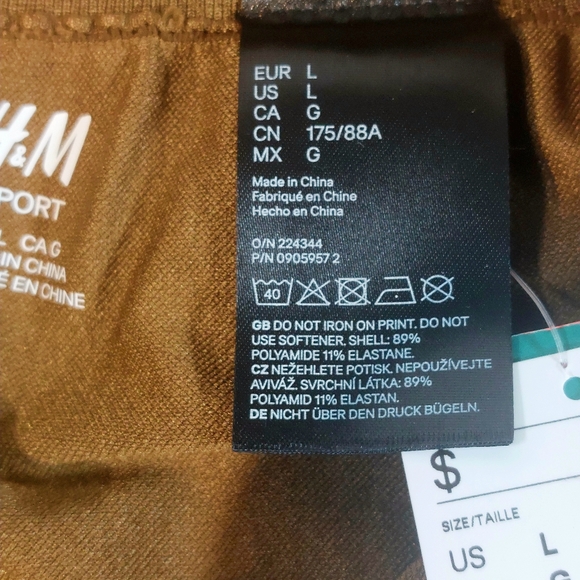 H&M
PORT
L CA G
IN CHINA
É EN CHINE
EUR L
US L
CA G
CN 175/88A
MX G
Made in China
Fabriqué en Chine
Hecho en China
O/N 224344
P/N 0905957 2
40
GB DO NOT IRON ON PRINT. DO NOT
USE SOFTENER. SHELL: 89%
POLYAMIDE 11% ELASTANE.
CZ NEŽEHLETE POTISK. NEPOUŽÍVEJTE
AVIVÁŽ. SVRCHNÍ LÁTKA: 89%
POLYAMID 11% ELASTAN.
DE NICHT ÜBER DEN DRUCK BÜGELN.
$
SIZE/TAILLE
US L